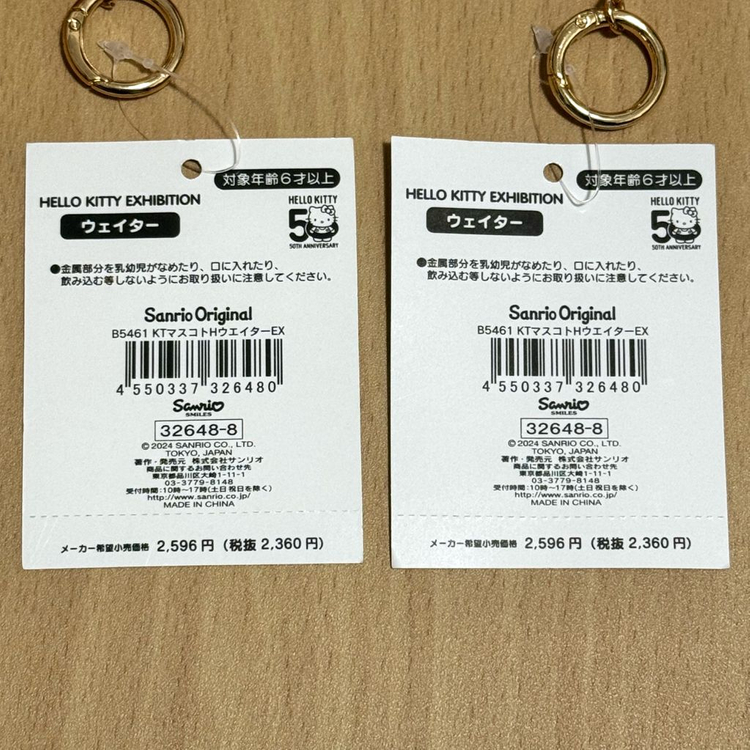 対象年齢6才以上
HELLO KITTY EXHIBITION
ウェイター
HELLO KITTY
50
50TH ANNIVERSARY
●金属部分を乳幼児がなめたり、口に入れたり、
飲み込む等しないようにお取り扱いに注意してください。
Sanrio Original
B5461 KTマスコトHウエイターEX
4 550337 326480
Sanrio
SMILES
32648-8
©2024 SANRIO CO., LTD.
TOKYO, JAPAN
著作・発売元 株式会社サンリオ
商品に関するお問い合わせ先
東京都品川区大崎1-11-1
03-3779-8148
受付時間:10時〜17時(土日祝日を除く)
http://www.sanrio.co.jp/
MADE IN CHINA
メーカー希望小売価格 2,596円(税抜2,360円)
対象年齢6才以上
HELLO KITTY EXHIBITION
ウェイター
HELLO KITTY
50
50TH ANNIVERSARY
●金属部分を乳幼児がなめたり、口に入れたり、
飲み込む等しないようにお取り扱いに注意してください。
Sanrio Original
B5461 KTマスコトHウエイターEX
4 550337 326480
Sanrio
SMILES
32648-8
©2024 SANRIO CO., LTD.
TOKYO, JAPAN
著作・発売元 株式会社サンリオ
商品に関するお問い合わせ先
東京都品川区大崎1-11-1
03-3779-8148
受付時間:10時〜17時(土日祝日を除く)
http://www.sanrio.co.jp/
MADE IN CHINA
メーカー希望小売価格 2,596円(税抜2,360円)